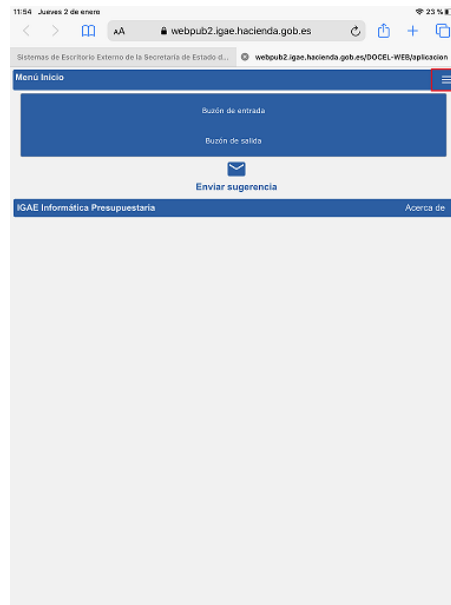 11:54 Jueves 2 de enero 23 %
AA webpub2.igae.hacienda.gob.es
Sistemas de Escritorio Externo de la Secretaría de Estado d... webpub2.igae.hacienda.gob.es/DOCEL-WEB/aplicacion
Menú Inicio
Buzón de entrada
Buzón de salida
Enviar sugerencia
IGAE Informática Presupuestaria Acerca de